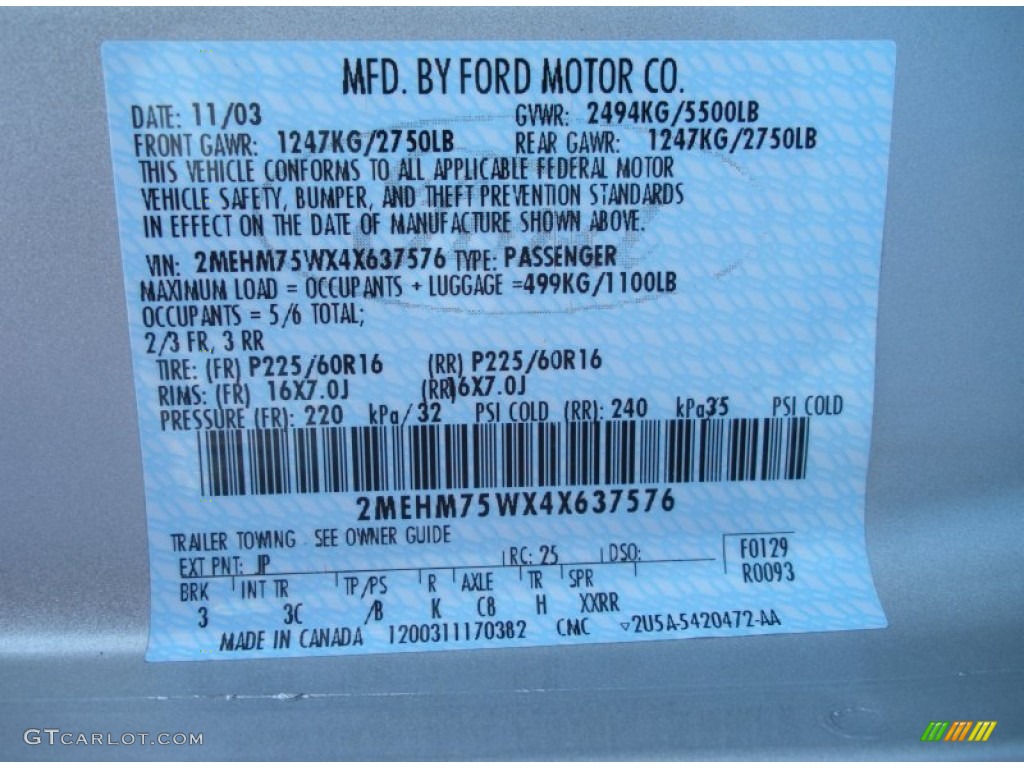 MFD. BY FORD MOTOR CO.
DATE: 11/03 GVWR: 2494KG/5500LB
FRONT GAWR: 1247KG/2750LB REAR GAWR: 1247KG/2750LB
THIS VEHICLE CONFORMS TO ALL APPLICABLE FEDERAL MOTOR
VEHICLE SAFETY, BUMPER, AND THEFT PREVENTION STANDARDS
IN EFFECT ON THE DATE OF MANUFACTURE SHOWN ABOVE.
VIN: 2MEHM75WX4X637576 TYPE: PASSENGER
MAXIMUM LOAD = OCCUPANTS + LUGGAGE =499KG/1100LB
OCCUPANTS = 5/6 TOTAL;
2/3 FR, 3 RR
TIRE: (FR) P225/60R16 (RR) P225/60R16
RIMS: (FR) 16X7.0J (RR)16X7.0J
PRESSURE (FR): 220 kPa/ 32 PSI COLD (RR): 240 kPa35 PSI COLD
2MEHM75WX4X637576
TRAILER TOWING - SEE OWNER GUIDE
EXT PNT: JP RC: 25 DSO: F0129
BRK INT TR TP/PS R AXLE TR SPR R0093
3 3C /B K C8 H XXRR
MADE IN CANADA 1200311170382 CMC ▽2U5A-5420472-AA
GTCARLOT.COM